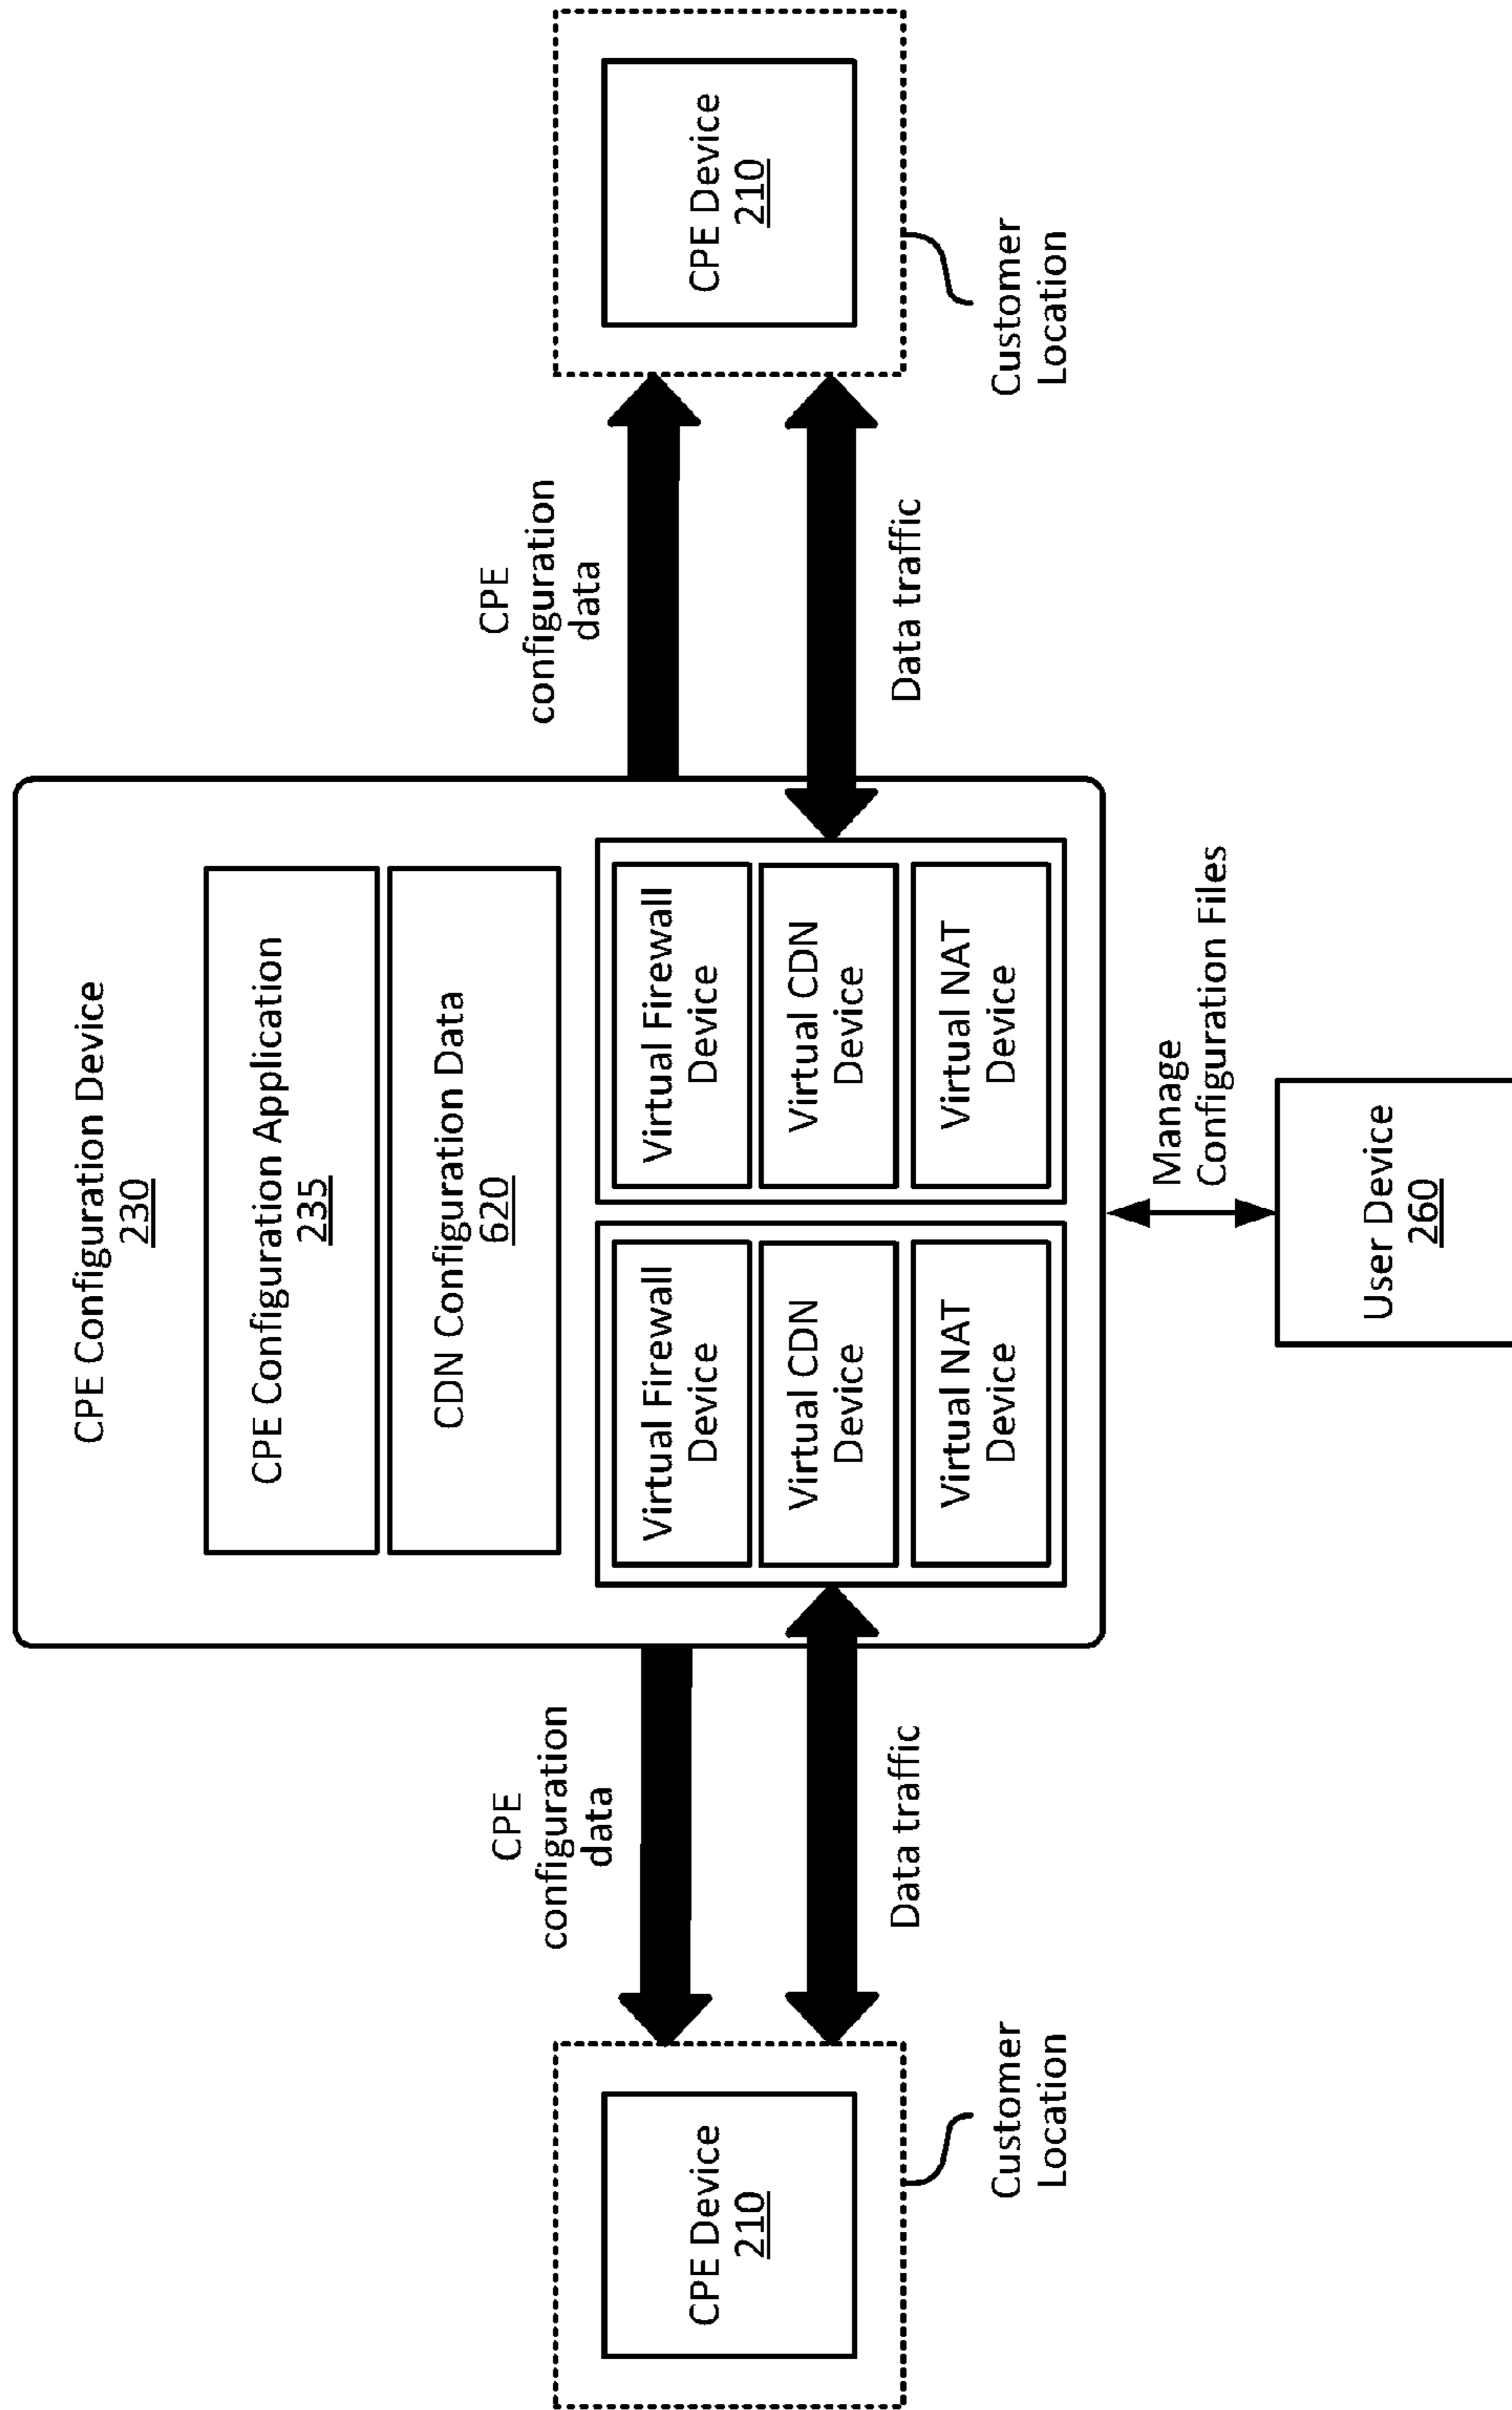 CPE Configuration Device
230
CPE Configuration Application
235
CDN Configuration Data
620
Virtual Firewall
Device
Virtual CDN
Device
Virtual NAT
Device
Virtual Firewall
Device
Virtual CDN
Device
Virtual NAT
Device
CPE
configuration
data
Data traffic
CPE Device
210
Customer
Location
CPE
configuration
data
Data traffic
CPE Device
210
Customer
Location
Manage
Configuration Files
User Device
260